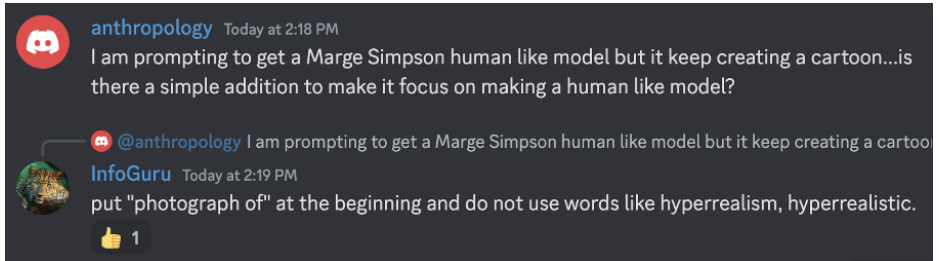 anthropology Today at 2:18 PM
I am prompting to get a Marge Simpson human like model but it keep creating a cartoon...is
there a simple addition to make it focus on making a human like model?
@anthropology I am prompting to get a Marge Simpson human like model but it keep creating a cartoo
InfoGuru Today at 2:19 PM
put "photograph of" at the beginning and do not use words like hyperrealism, hyperrealistic.
👍 1